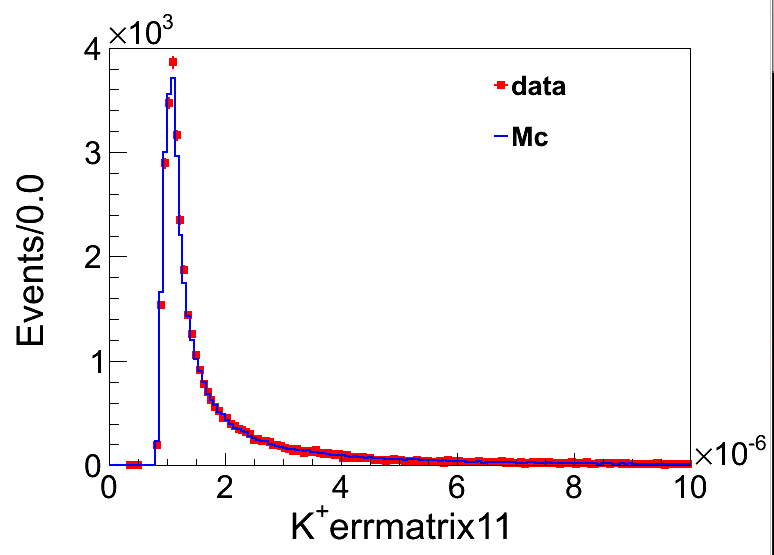 ×10³
4
3
2
1
0
Events/0.0
data
Mc
0 2 4 6 8 10
×10⁻⁶
K⁺errmatrix11